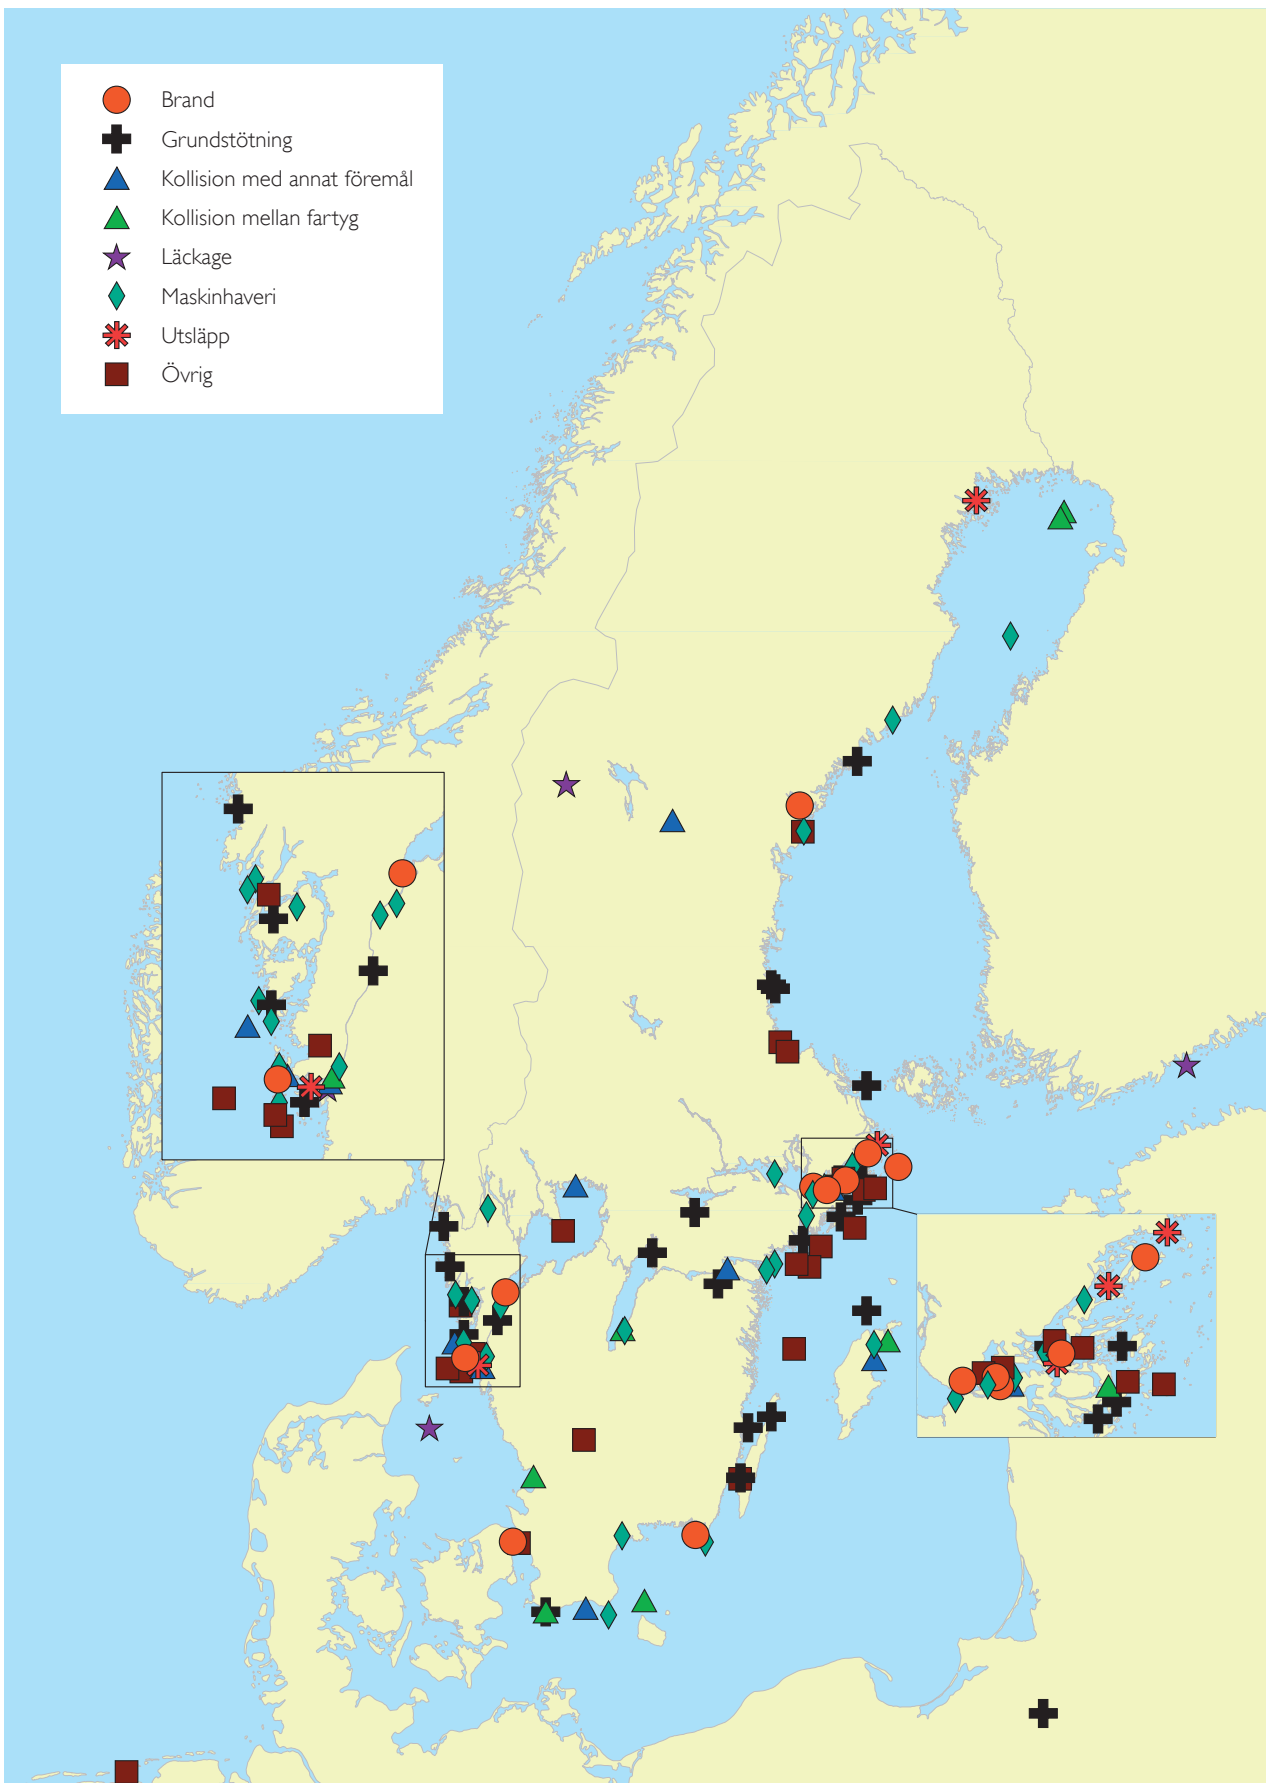 Brand
Grundstötning
Kollision med annat föremål
Kollision mellan fartyg
Läckage
Maskinhaveri
Utsläpp
Övrig